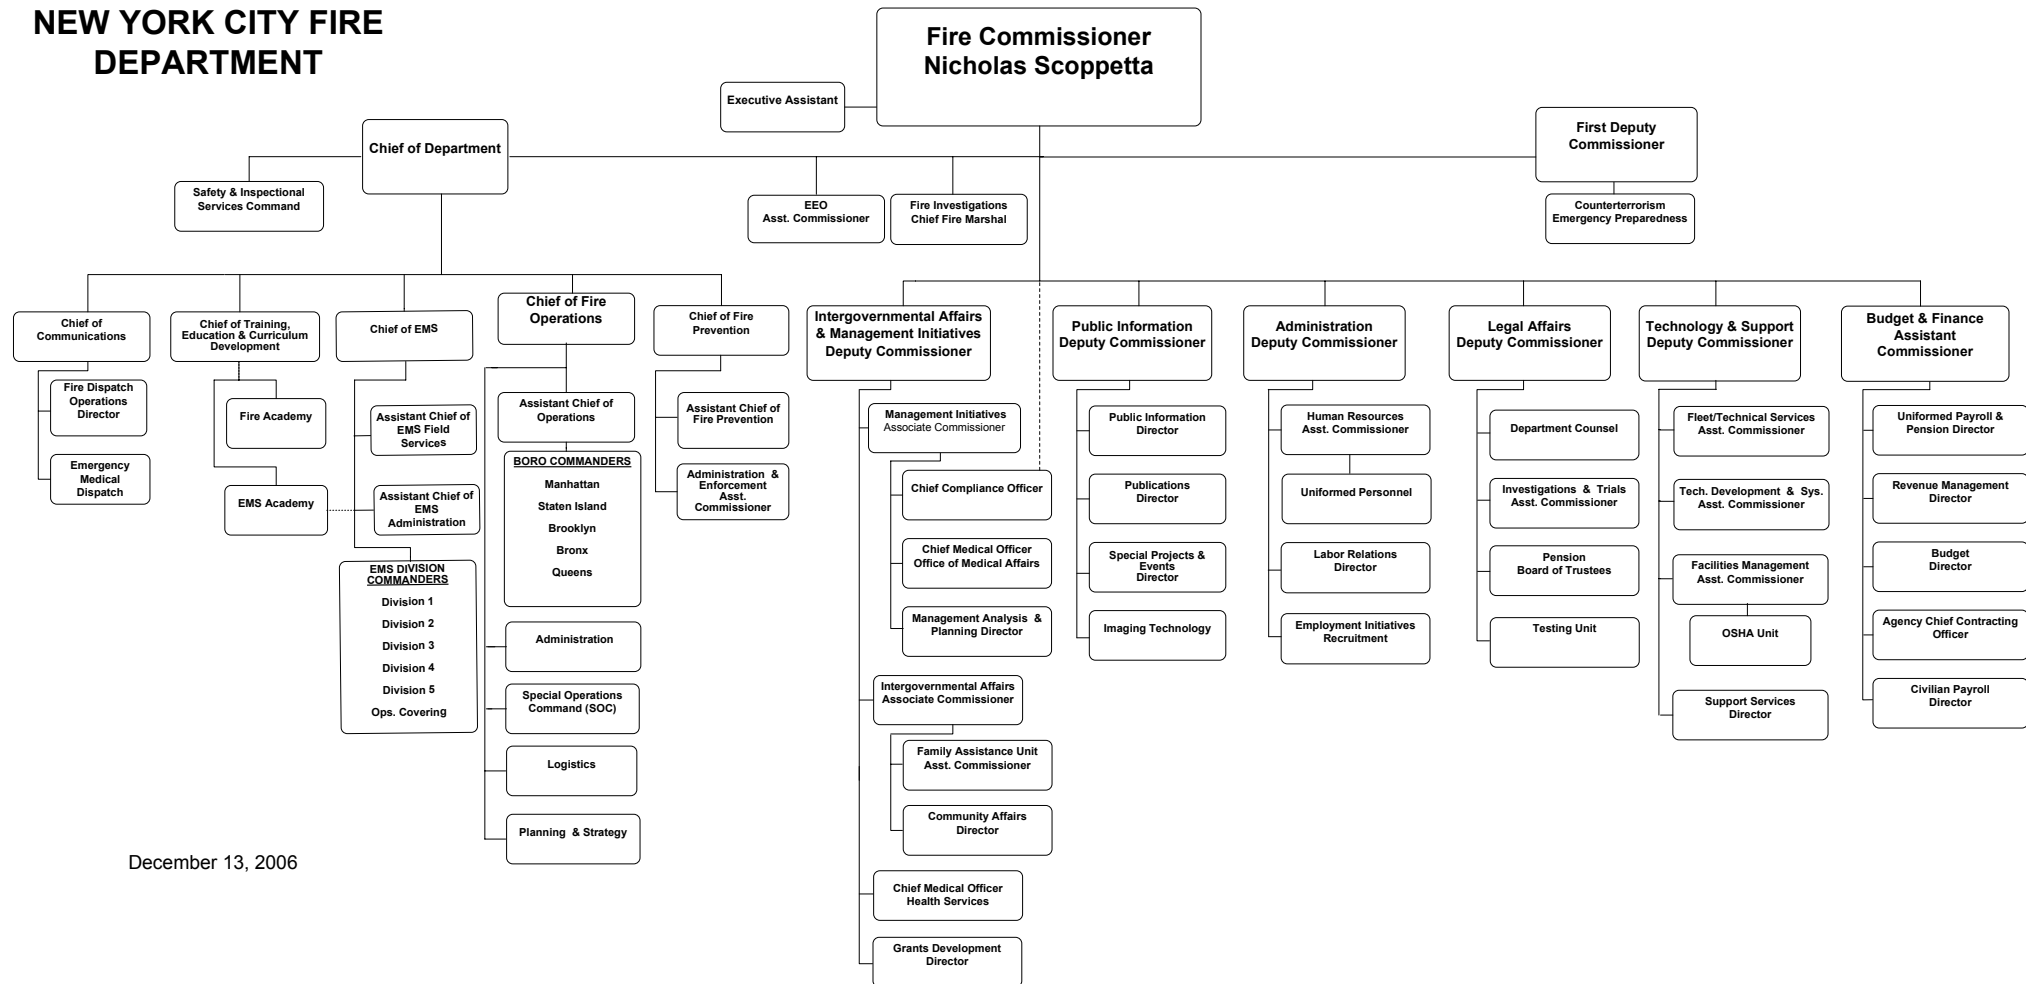 NEW YORK CITY FIRE
DEPARTMENT
Fire Commissioner
Nicholas Scoppetta
Executive Assistant
First Deputy
Commissioner
Chief of Department
Safety & Inspectional
Services Command
EEO
Asst. Commissioner
Fire Investigations
Chief Fire Marshal
Counterterrorism
Emergency Preparedness
Chief of
Communications
Fire Dispatch
Operations
Director
Emergency
Medical
Dispatch
Chief of Training,
Education & Curriculum
Development
Fire Academy
EMS Academy
Chief of EMS
Assistant Chief of
EMS Field
Services
Assistant Chief of
EMS
Administration
EMS DIVISION
COMMANDERS
Division 1
Division 2
Division 3
Division 4
Division 5
Ops. Covering
Chief of Fire
Operations
Assistant Chief of
Operations
BORO COMMANDERS
Manhattan
Staten Island
Brooklyn
Bronx
Queens
Administration
Special Operations
Command (SOC)
Logistics
Planning & Strategy
Chief of Fire
Prevention
Assistant Chief of
Fire Prevention
Administration &
Enforcement
Asst.
Commissioner
Intergovernmental Affairs
& Management Initiatives
Deputy Commissioner
Management Initiatives
Associate Commissioner
Chief Compliance Officer
Chief Medical Officer
Office of Medical Affairs
Management Analysis &
Planning Director
Intergovernmental Affairs
Associate Commissioner
Family Assistance Unit
Asst. Commissioner
Community Affairs
Director
Chief Medical Officer
Health Services
Grants Development
Director
Public Information
Deputy Commissioner
Public Information
Director
Publications
Director
Special Projects &
Events
Director
Imaging Technology
Administration
Deputy Commissioner
Human Resources
Asst. Commissioner
Uniformed Personnel
Labor Relations
Director
Employment Initiatives
Recruitment
Legal Affairs
Deputy Commissioner
Department Counsel
Investigations & Trials
Asst. Commissioner
Pension
Board of Trustees
Testing Unit
Technology & Support
Deputy Commissioner
Fleet/Technical Services
Asst. Commissioner
Tech. Development & Sys.
Asst. Commissioner
Facilities Management
Asst. Commissioner
OSHA Unit
Support Services
Director
Budget & Finance
Assistant
Commissioner
Uniformed Payroll &
Pension Director
Revenue Management
Director
Budget
Director
Agency Chief Contracting
Officer
Civilian Payroll
Director
December 13, 2006